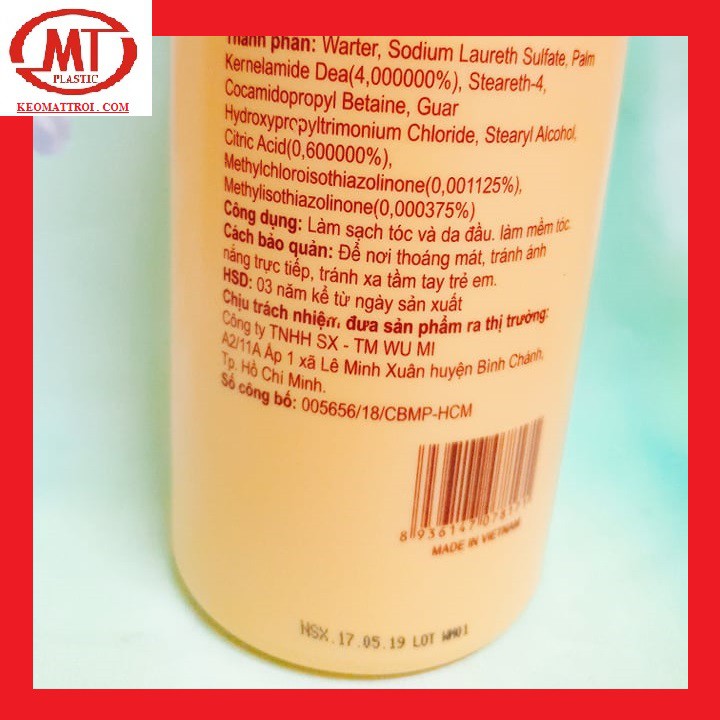 MT
PLASTIC
KEOMATTROI.COM
Thành phần: Warter, Sodium Laureth Sulfate, Palm
Kernelamide Dea(4,000000%), Steareth-4,
Cocamidopropyl Betaine, Guar
Hydroxypropyltrimonium Chloride, Stearyl Alcohol,
Citric Acid(0,600000%),
Methylchloroisothiazolinone(0,001125%),
Methylisothiazolinone(0,000375%)
Công dụng: Làm sạch tóc và da đầu. làm mềm tóc.
Cách bảo quản: Để nơi thoáng mát, tránh ánh
nắng trực tiếp, tránh xa tầm tay trẻ em.
HSD: 03 năm kể từ ngày sản xuất
Chịu trách nhiệm đưa sản phẩm ra thị trường:
Công ty TNHH SX - TM WU MI
A2/11A Ấp 1 xã Lê Minh Xuân huyện Bình Chánh,
Tp. Hồ Chí Minh.
Số công bố: 005656/18/CBMP-HCM
8 936147
MADE IN VIETNAM
NSX.17.05.19 LOT WM01